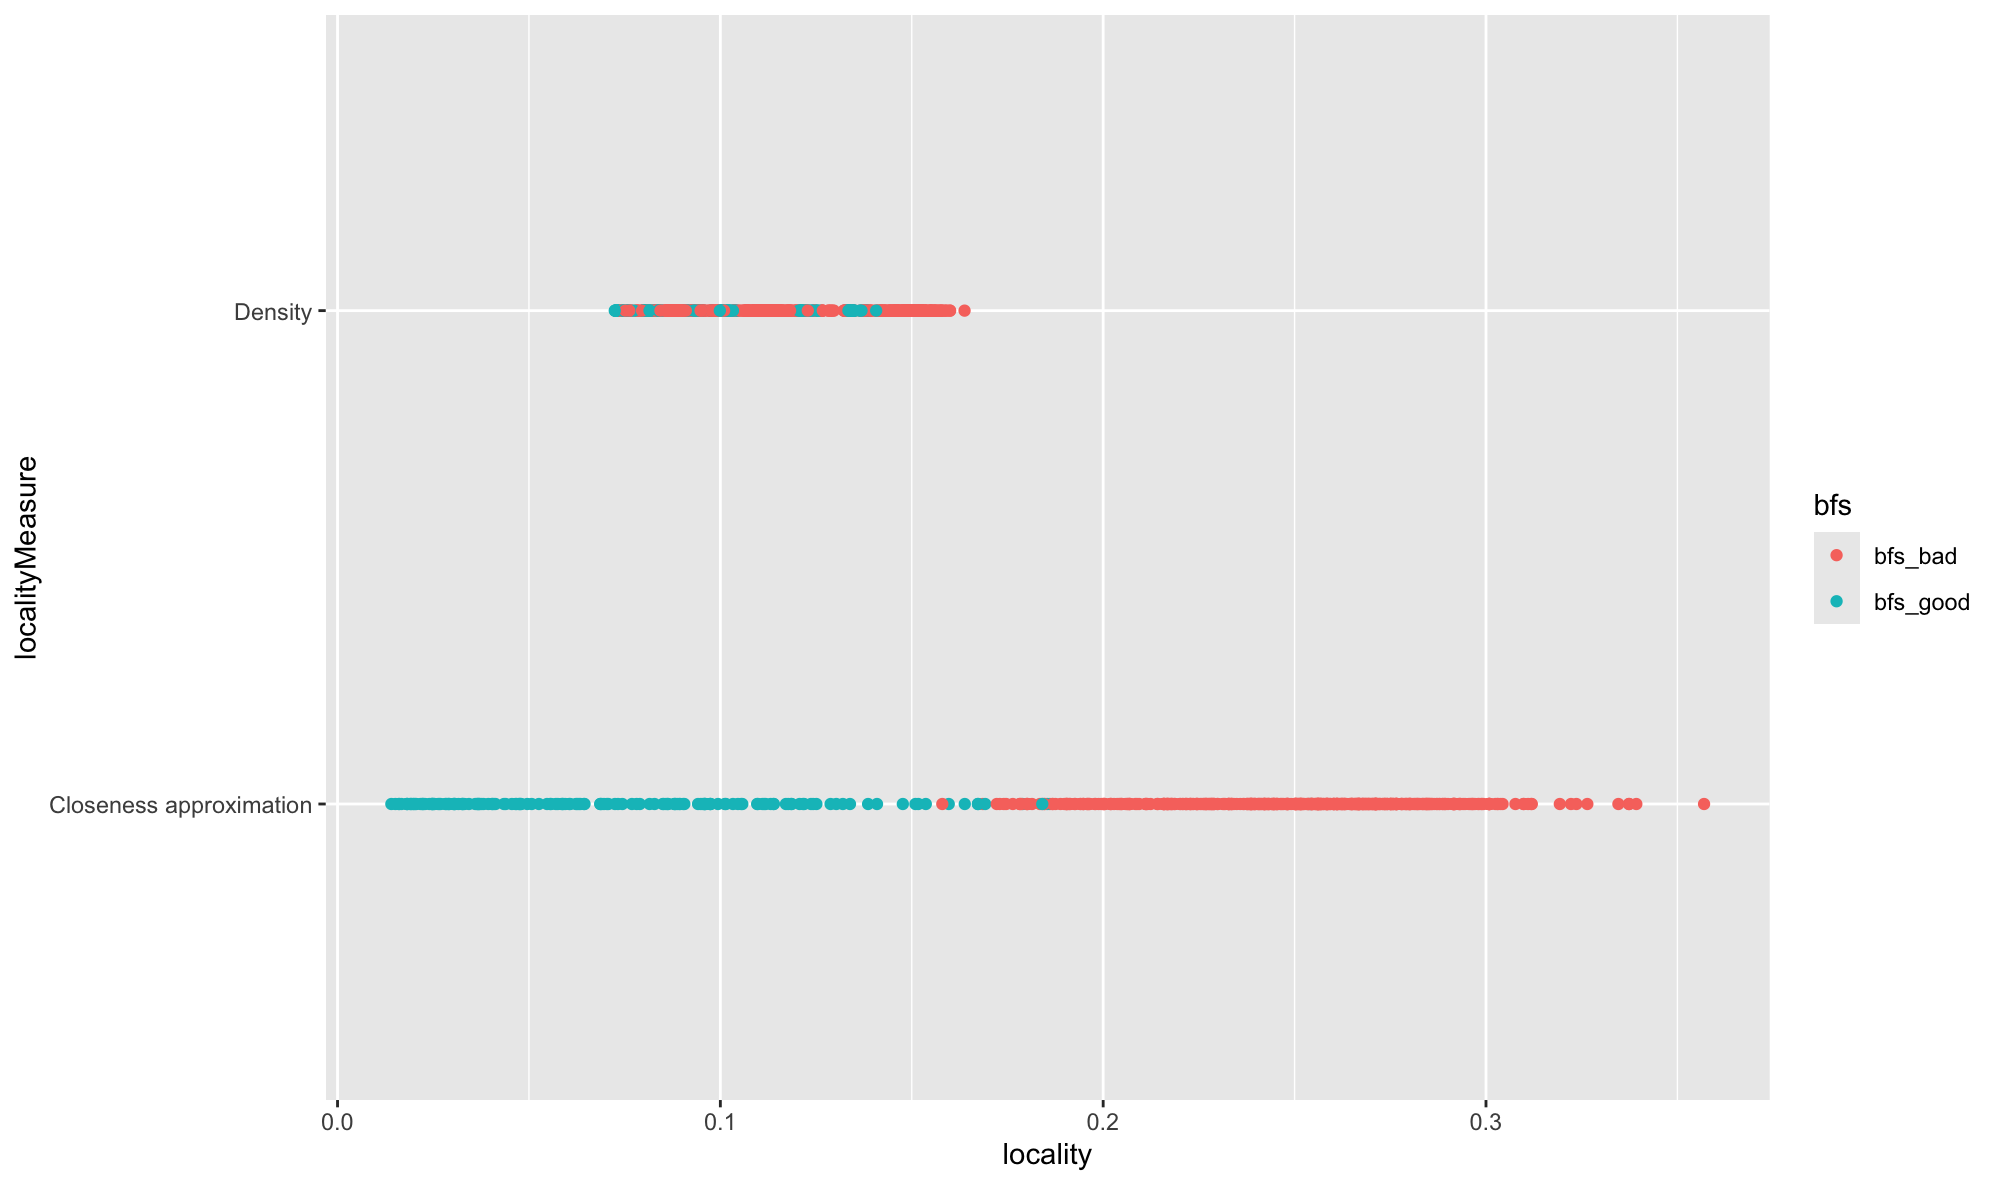 localityMeasure
Density
Closeness approximation
0.0 0.1 0.2 0.3
locality
bfs
bfs_bad
bfs_good